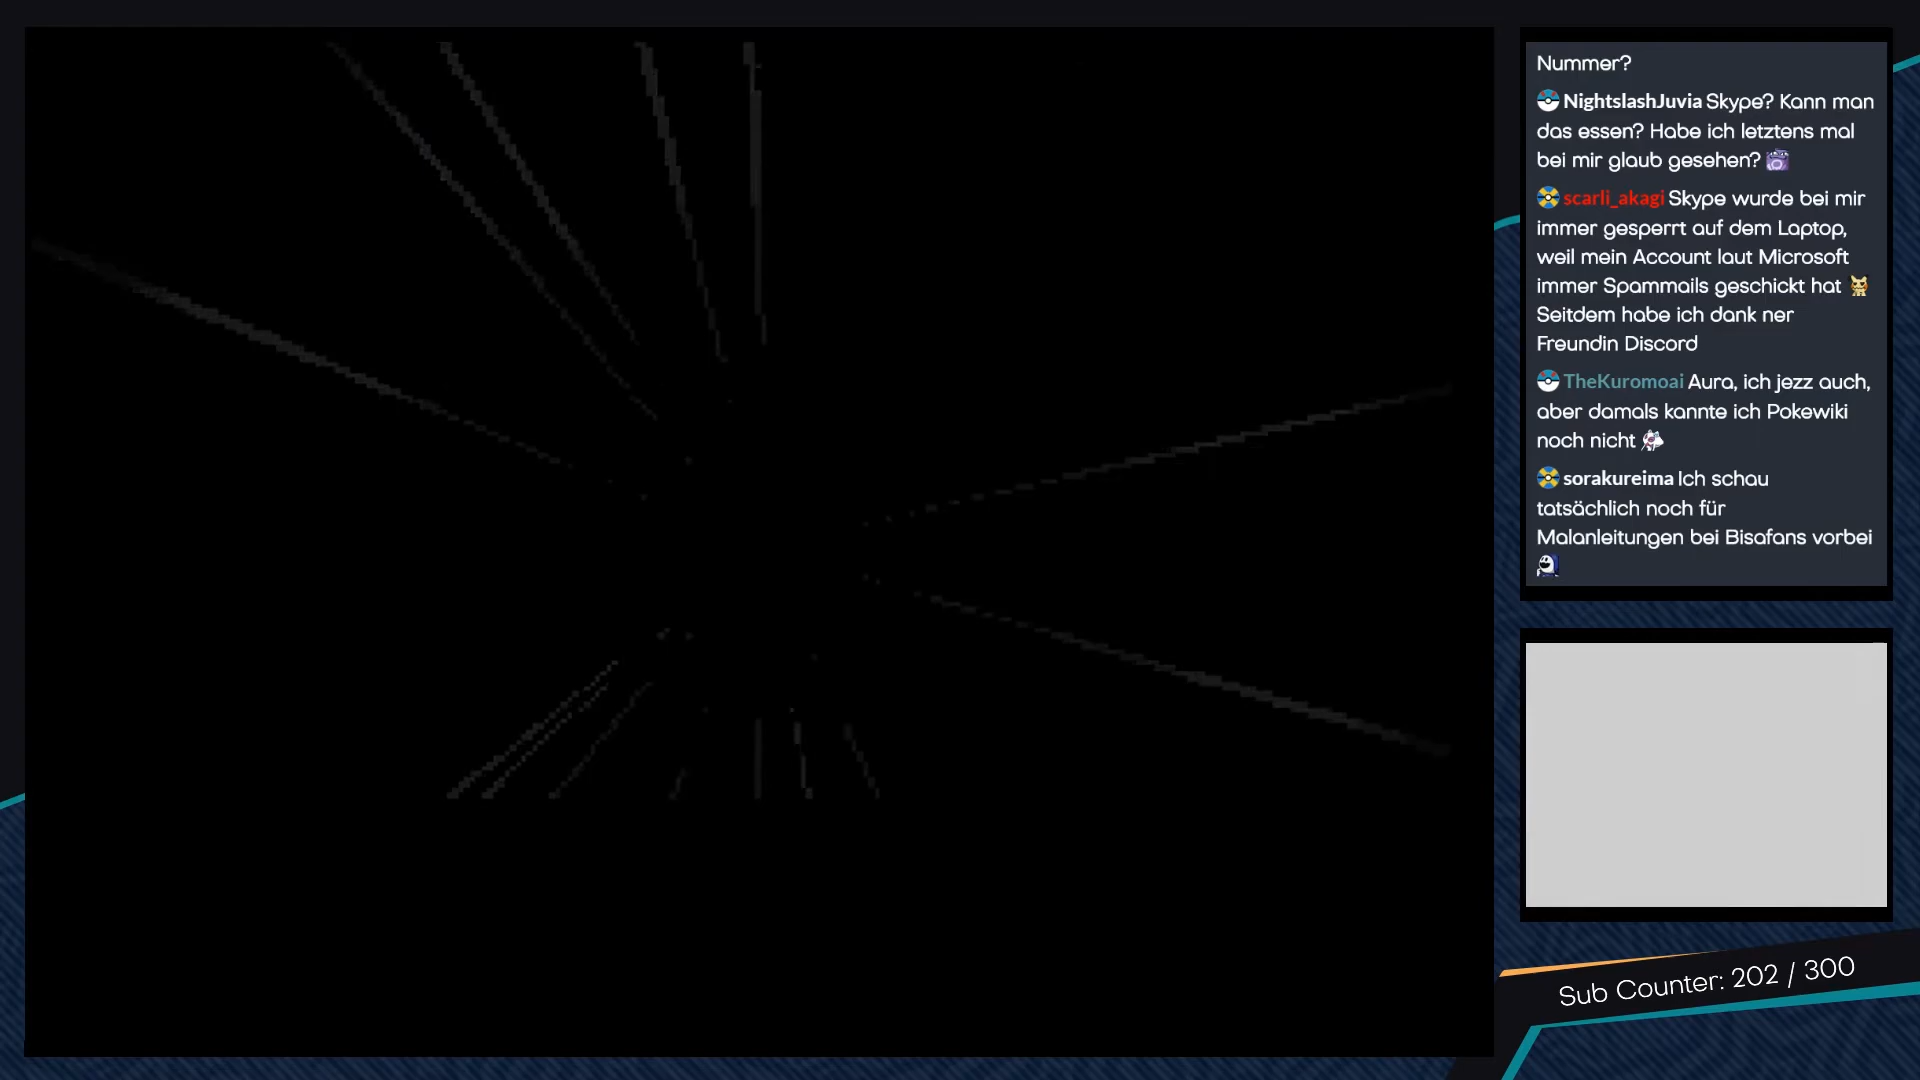 Nummer?
NightslashJuvia Skype? Kann man
das essen? Habe ich letztens mal
bei mir glaub gesehen?
scarli_akagi Skype wurde bei mir
immer gesperrt auf dem Laptop,
weil mein Account laut Microsoft
immer Spammails geschickt hat
Seitdem habe ich dank ner
Freundin Discord
TheKuromoai Aura, ich jezz auch,
aber damals kannte ich Pokewiki
noch nicht
sorakureima Ich schau
tatsächlich noch für
Malanleitungen bei Bisafans vorbei
Sub Counter: 202 / 300